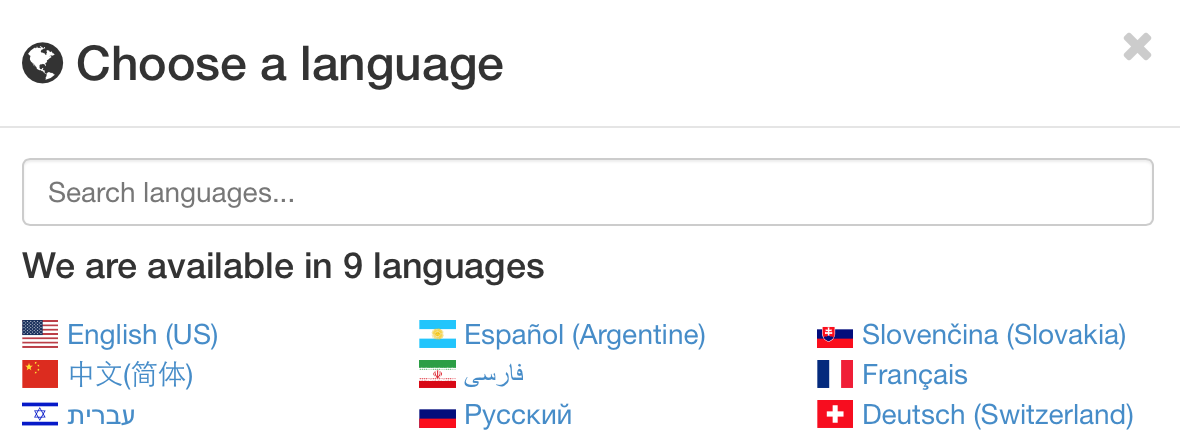 Choose a language
Search languages...
We are available in 9 languages
English (US)
Español (Argentine)
Slovenčina (Slovakia)
中文(简体)
فارسی
Français
עברית
Русский
Deutsch (Switzerland)